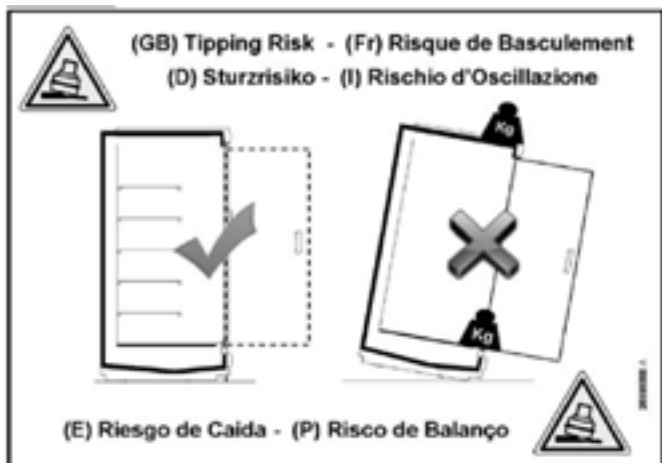 (GB) Tipping Risk - (Fr) Risque de Basculement
(D) Sturzrisiko - (I) Rischio d'Oscillazione
Kg
Kg
(E) Riesgo de Caida - (P) Risco de Balanço